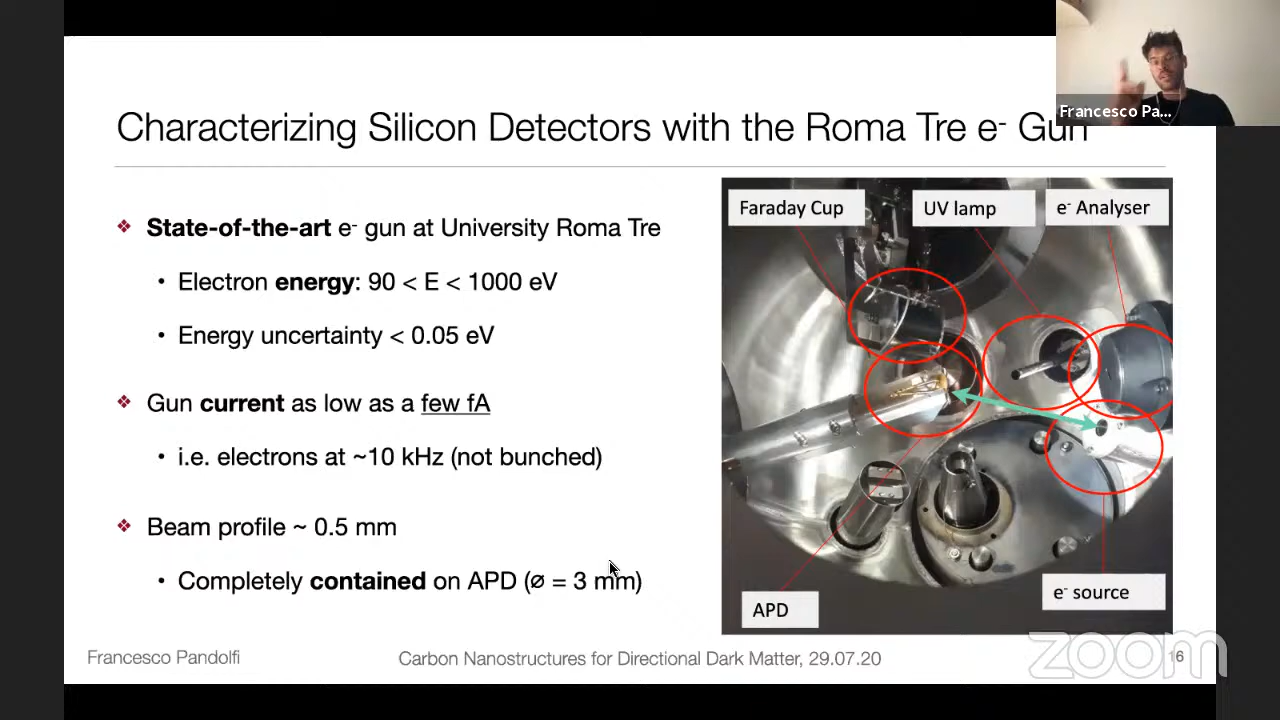 Francesco Pa...
Characterizing Silicon Detectors with the Roma Tre e- Gun
❖ State-of-the-art e- gun at University Roma Tre
• Electron energy: 90 < E < 1000 eV
• Energy uncertainty < 0.05 eV
❖ Gun current as low as a few fA
• i.e. electrons at ~10 kHz (not bunched)
❖ Beam profile ~ 0.5 mm
• Completely contained on APD (ø = 3 mm)
Faraday Cup
UV lamp
e- Analyser
APD
e- source
Francesco Pandolfi
Carbon Nanostructures for Directional Dark Matter, 29.07.20
16
zoom